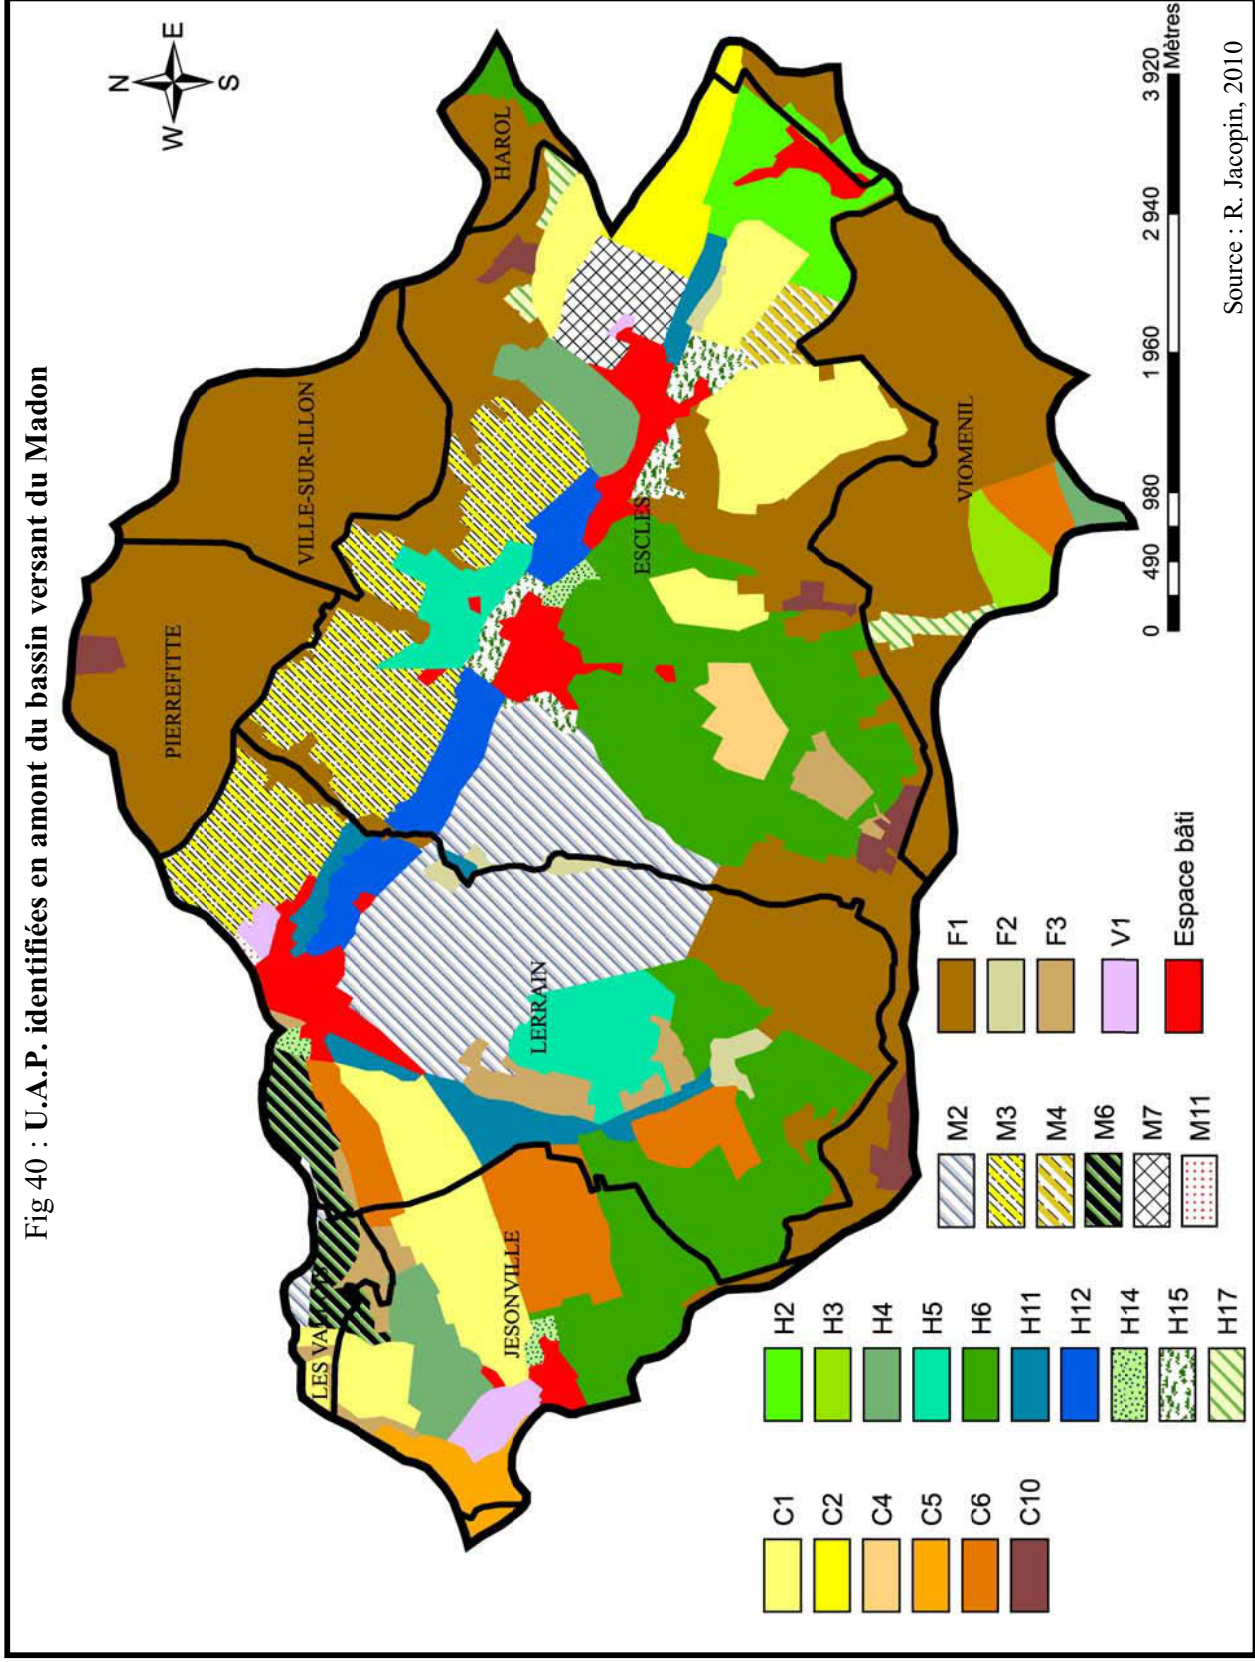 Fig 40 : U.A.P. identifiées en amont du bassin versant du Madon
N
W
E
S
PIERREFITTE
VILLE-SUR-ILLON
HAROL
LES VA
LERRAIN
ESCLES
JESONVILLE
VIOMENIL
C1
C2
C4
C5
C6
C10
H2
H3
H4
H5
H6
H11
H12
H14
H15
H17
M2
M3
M4
M6
M7
M11
F1
F2
F3
V1
Espace bâti
0 490 980 1 960 2 940 3 920
Mètres
Source : R. Jacopin, 2010